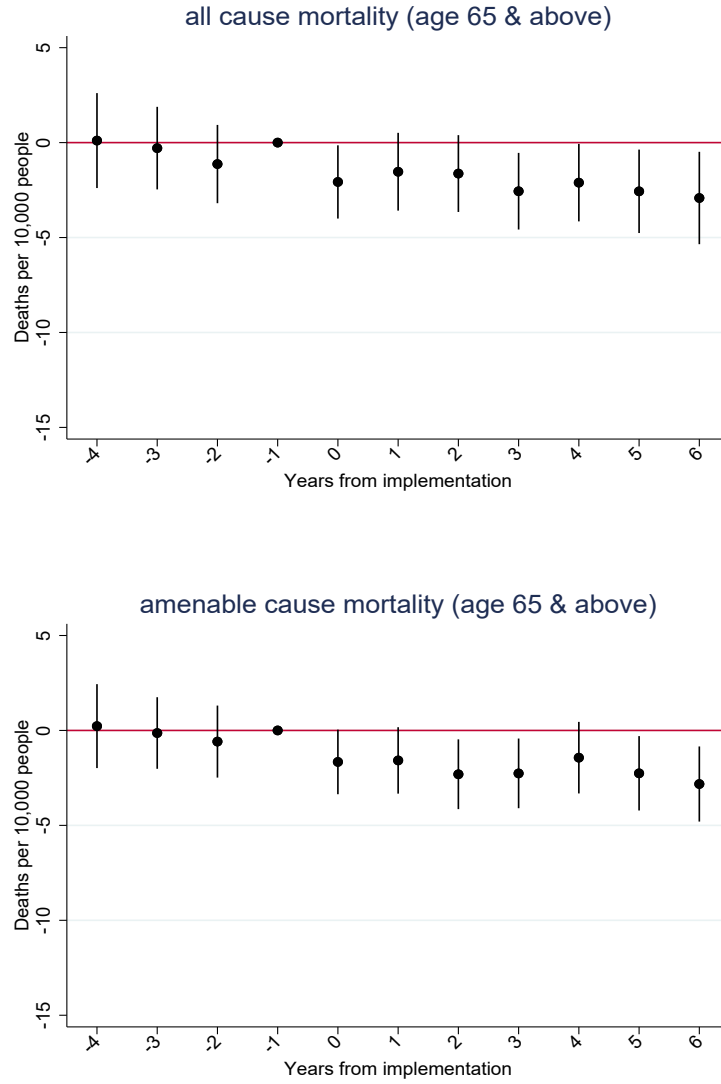 all cause mortality (age 65 & above)
Deaths per 10,000 people
5
0
-5
-10
-15
-4 -3 -2 -1 0 1 2 3 4 5 6
Years from implementation
amenable cause mortality (age 65 & above)
Deaths per 10,000 people
5
0
-5
-10
-15
-4 -3 -2 -1 0 1 2 3 4 5 6
Years from implementation